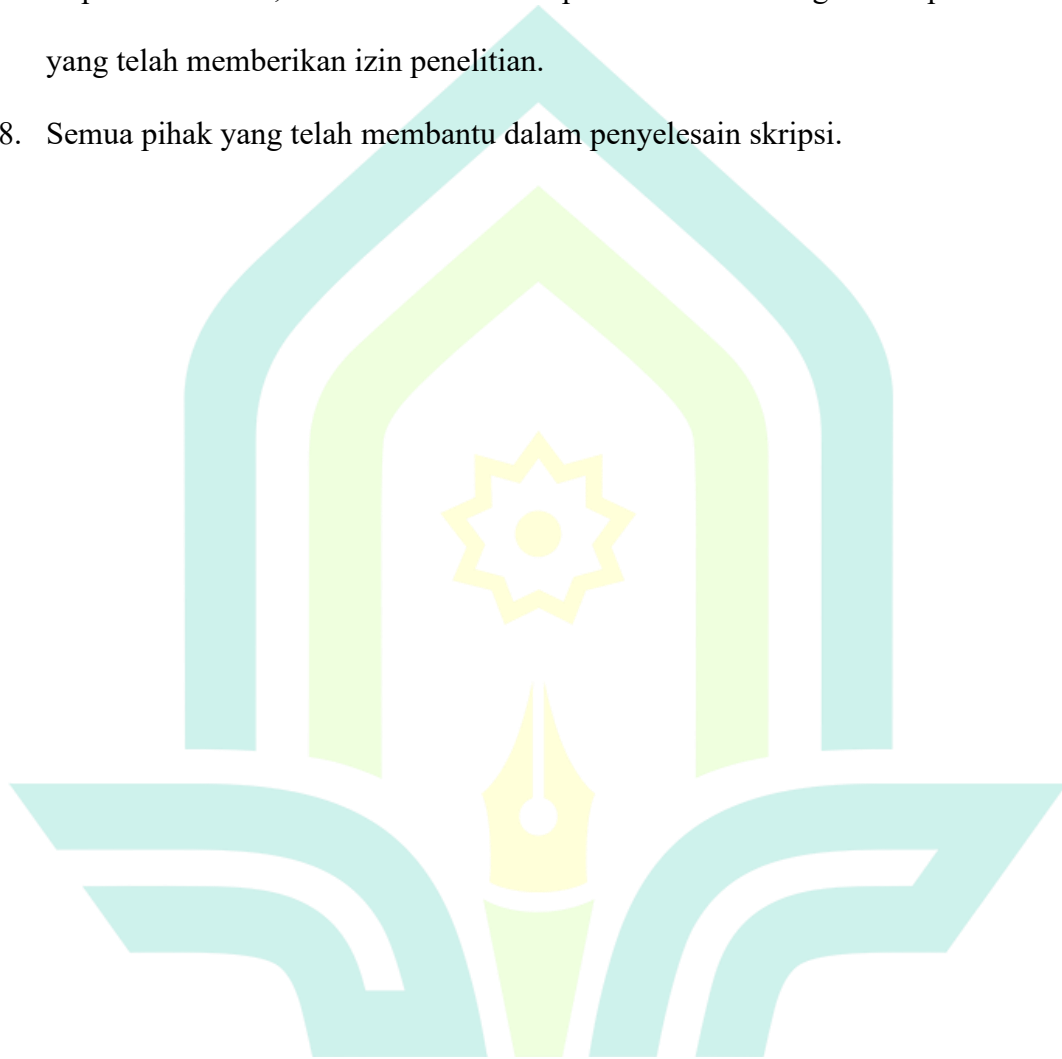 yang telah memberikan izin penelitian.
8. Semua pihak yang telah membantu dalam penyelesain skripsi.